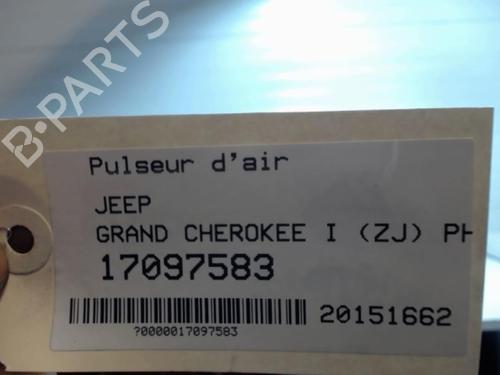 B-PARTS
Pulseur d'air
JEEP
GRAND CHEROKEE I (ZJ) PH
17097583
20151662
?0000017097583